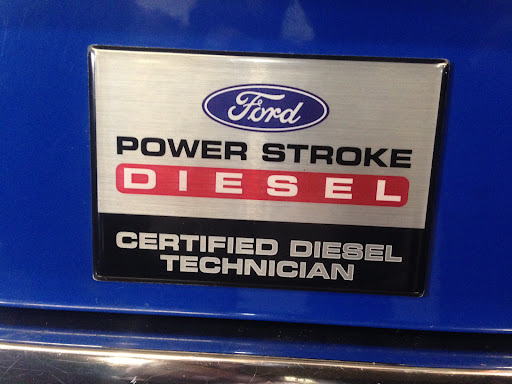 Ford
POWER STROKE
DIESEL
CERTIFIED DIESEL
TECHNICIAN